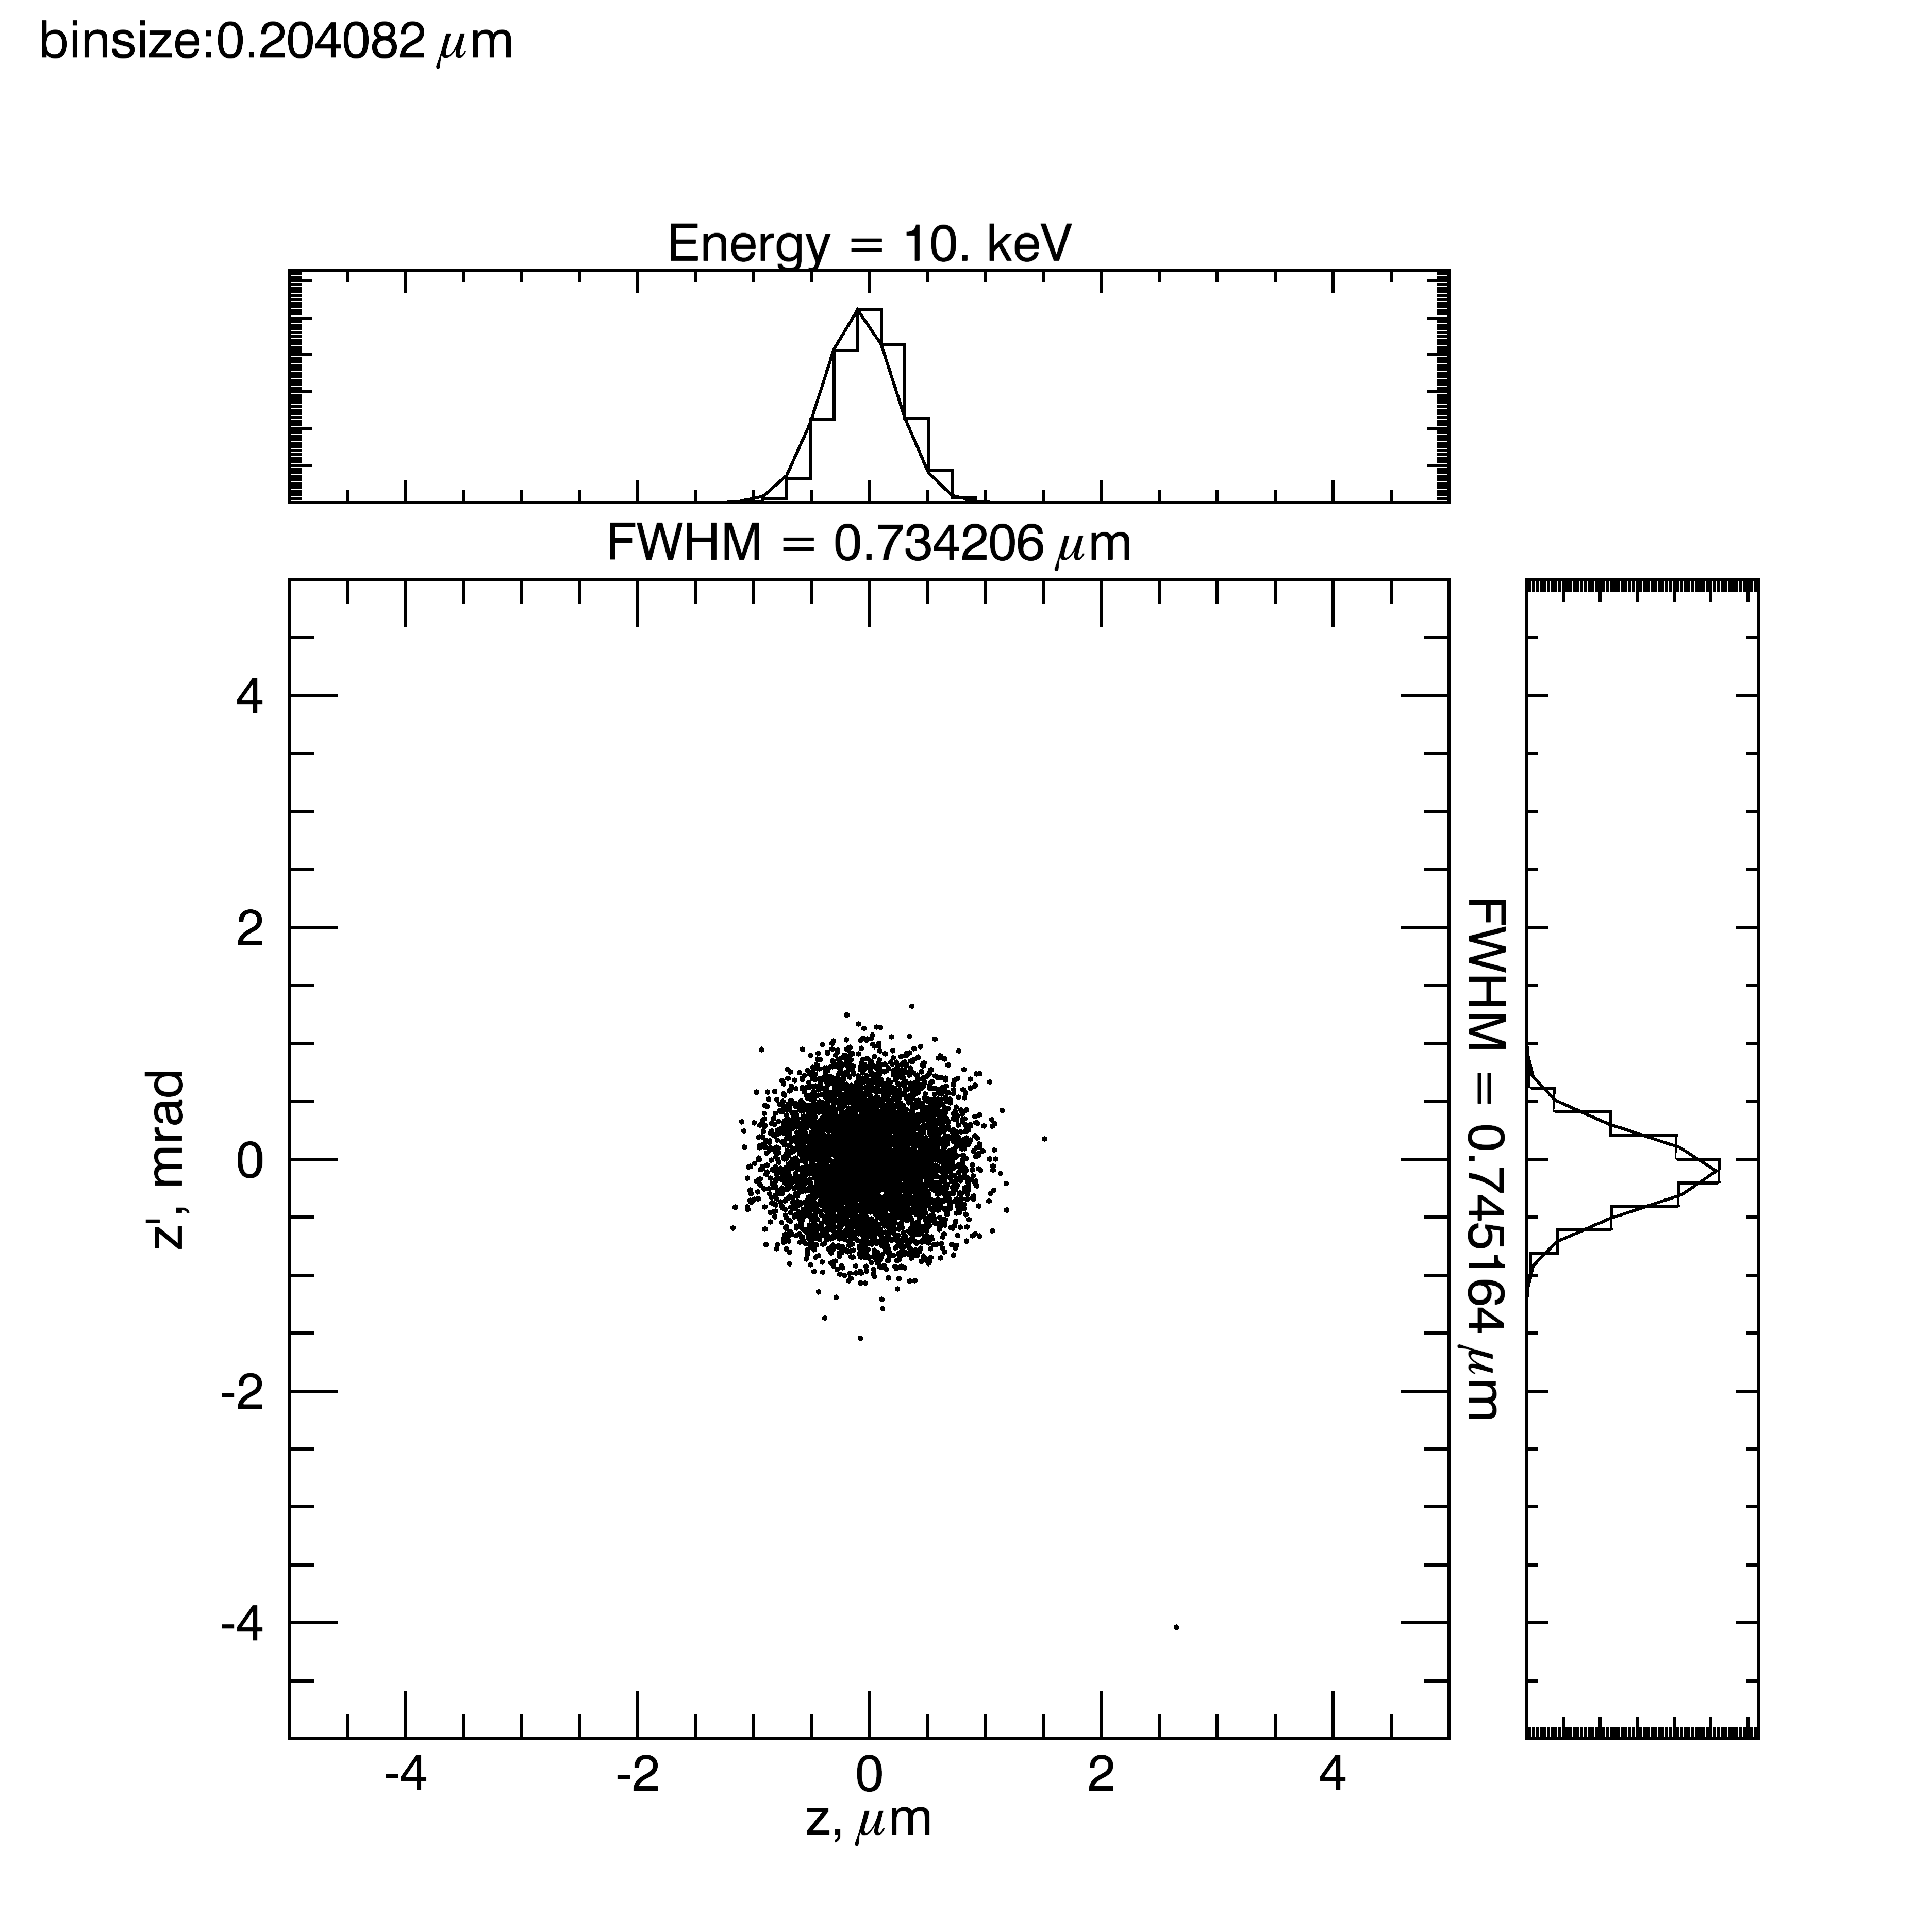 binsize:0.204082 μm
Energy = 10. keV
FWHM = 0.734206 μm
4
2
0
-2
-4
z', mrad
FWHM = 0.745164 μm
-4 -2 0 2 4
z, μm